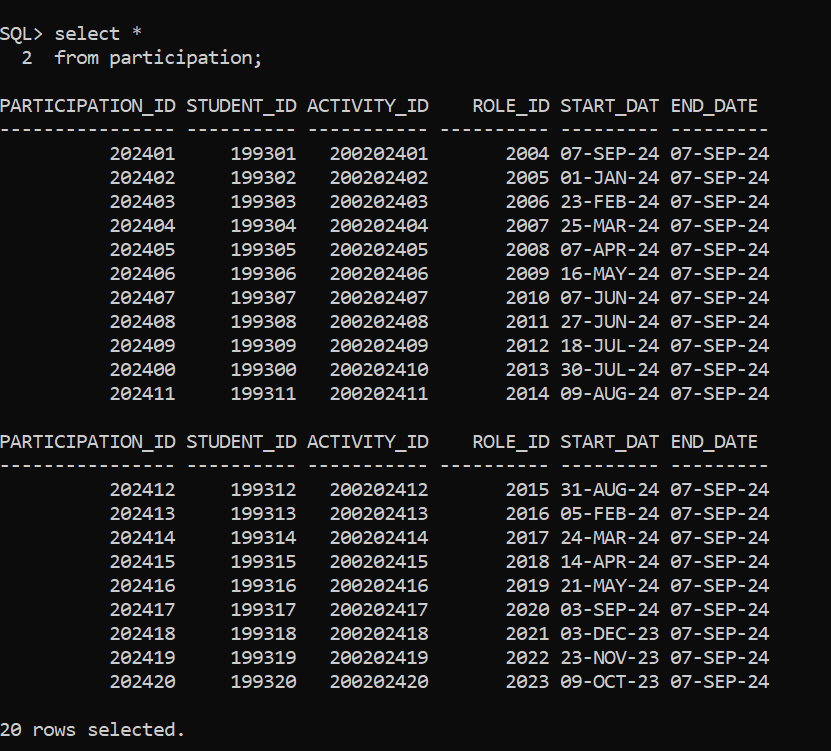 SQL> select *
  2  from participation;

PARTICIPATION_ID STUDENT_ID ACTIVITY_ID    ROLE_ID START_DAT END_DATE
---------------- ---------- ----------- ---------- --------- ---------
          202401     199301   200202401       2004 07-SEP-24 07-SEP-24
          202402     199302   200202402       2005 01-JAN-24 07-SEP-24
          202403     199303   200202403       2006 23-FEB-24 07-SEP-24
          202404     199304   200202404       2007 25-MAR-24 07-SEP-24
          202405     199305   200202405       2008 07-APR-24 07-SEP-24
          202406     199306   200202406       2009 16-MAY-24 07-SEP-24
          202407     199307   200202407       2010 07-JUN-24 07-SEP-24
          202408     199308   200202408       2011 27-JUN-24 07-SEP-24
          202409     199309   200202409       2012 18-JUL-24 07-SEP-24
          202400     199300   200202410       2013 30-JUL-24 07-SEP-24
          202411     199311   200202411       2014 09-AUG-24 07-SEP-24

PARTICIPATION_ID STUDENT_ID ACTIVITY_ID    ROLE_ID START_DAT END_DATE
---------------- ---------- ----------- ---------- --------- ---------
          202412     199312   200202412       2015 31-AUG-24 07-SEP-24
          202413     199313   200202413       2016 05-FEB-24 07-SEP-24
          202414     199314   200202414       2017 24-MAR-24 07-SEP-24
          202415     199315   200202415       2018 14-APR-24 07-SEP-24
          202416     199316   200202416       2019 21-MAY-24 07-SEP-24
          202417     199317   200202417       2020 03-SEP-24 07-SEP-24
          202418     199318   200202418       2021 03-DEC-23 07-SEP-24
          202419     199319   200202419       2022 23-NOV-23 07-SEP-24
          202420     199320   200202420       2023 09-OCT-23 07-SEP-24

20 rows selected.